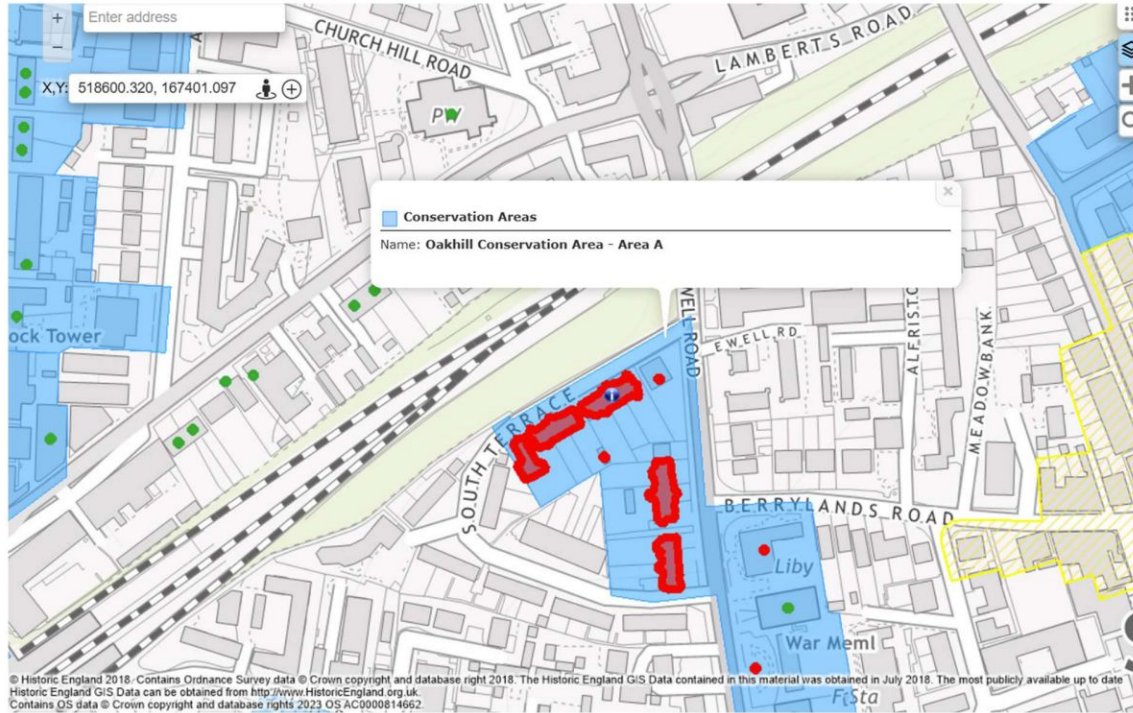 +
Enter address
−
X,Y: 518600.320, 167401.097
CHURCH HILL ROAD
LAMBERTS ROAD
PW
Conservation Areas
Name: Oakhill Conservation Area - Area A
ock Tower
WELL ROAD
EWELL RD
ALFRIST
MEADOWBANK
SOUTH TERRACE
BERRYLANDS ROAD
Liby
War Meml
F Sta
© Historic England 2018. Contains Ordnance Survey data © Crown copyright and database right 2018. The Historic England GIS Data contained in this material was obtained in July 2018. The most publicly available up to date
Historic England GIS Data can be obtained from http://www.HistoricEngland.org.uk.
Contains OS data © Crown copyright and database rights 2023 OS AC0000814662.